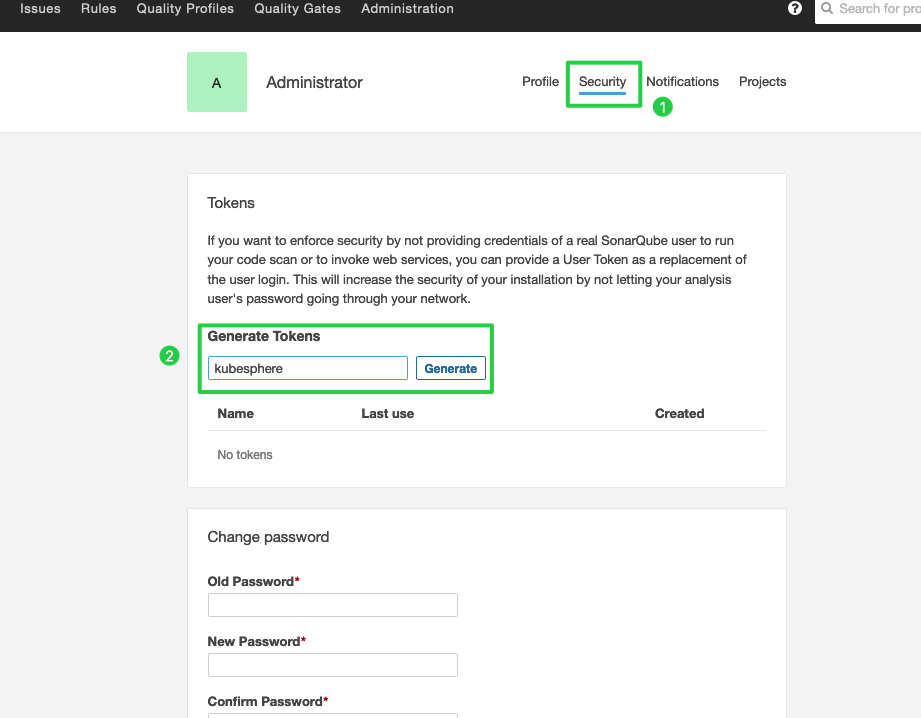 Issues Rules Quality Profiles Quality Gates Administration ? Search for pro
A Administrator Profile Security Notifications Projects
1
Tokens
If you want to enforce security by not providing credentials of a real SonarQube user to run
your code scan or to invoke web services, you can provide a User Token as a replacement of
the user login. This will increase the security of your installation by not letting your analysis
user's password going through your network.
Generate Tokens
2
kubesphere Generate
Name Last use Created
No tokens
Change password
Old Password*
New Password*
Confirm Password*